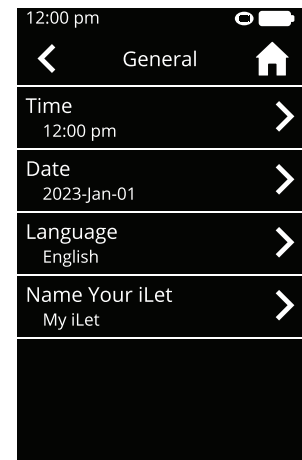 12:00 pm
General
Time
12:00 pm
Date
2023-Jan-01
Language
English
Name Your iLet
My iLet